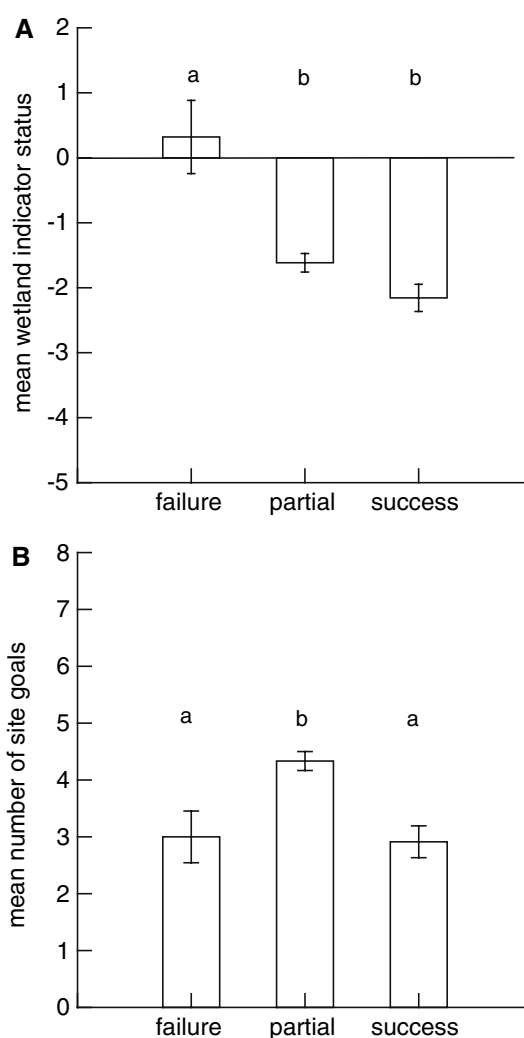 A
mean wetland indicator status
2
1
0
-1
-2
-3
-4
-5
a b b
failure partial success
B
mean number of site goals
8
7
6
5
4
3
2
1
0
a b a
failure partial success